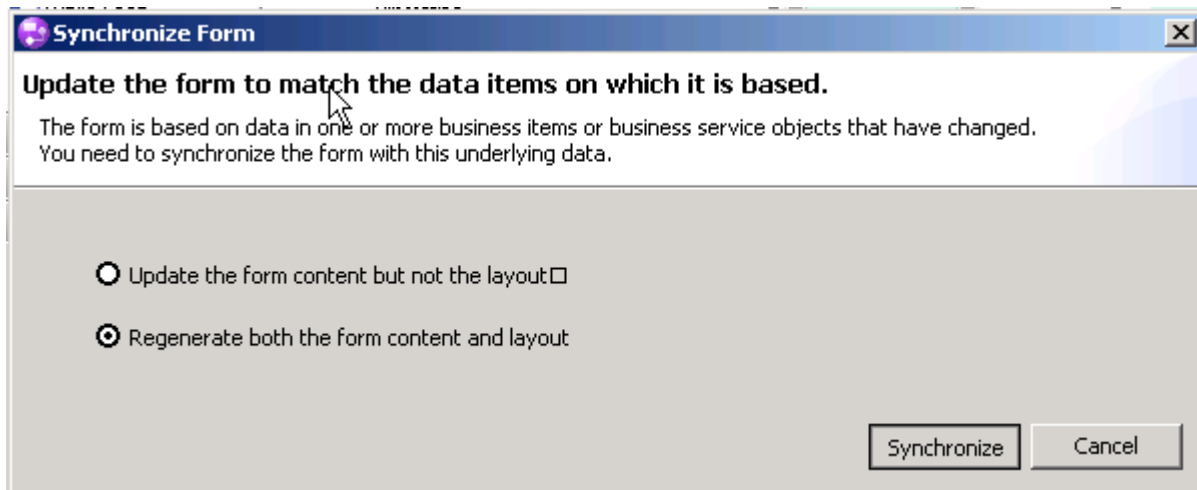 Synchronize Form
Update the form to match the data items on which it is based.
The form is based on data in one or more business items or business service objects that have changed.
You need to synchronize the form with this underlying data.
Update the form content but not the layout□
Regenerate both the form content and layout
Synchronize Cancel